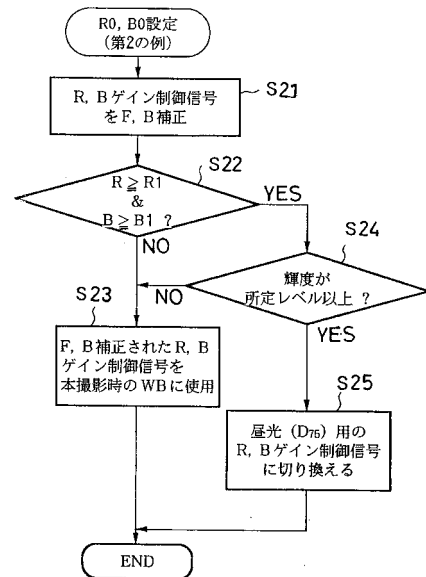 R0, B0設定
(第2の例)
S21
R, Bゲイン制御信号
をF, B補正
S22
R≧R1
&
B≧B1 ?
YES
NO
S24
輝度が
所定レベル以上 ?
NO
YES
S23
F, B補正されたR, B
ゲイン制御信号を
本撮影時のWBに使用
S25
昼光 (D75) 用の
R, Bゲイン制御信号
に切り換える
END